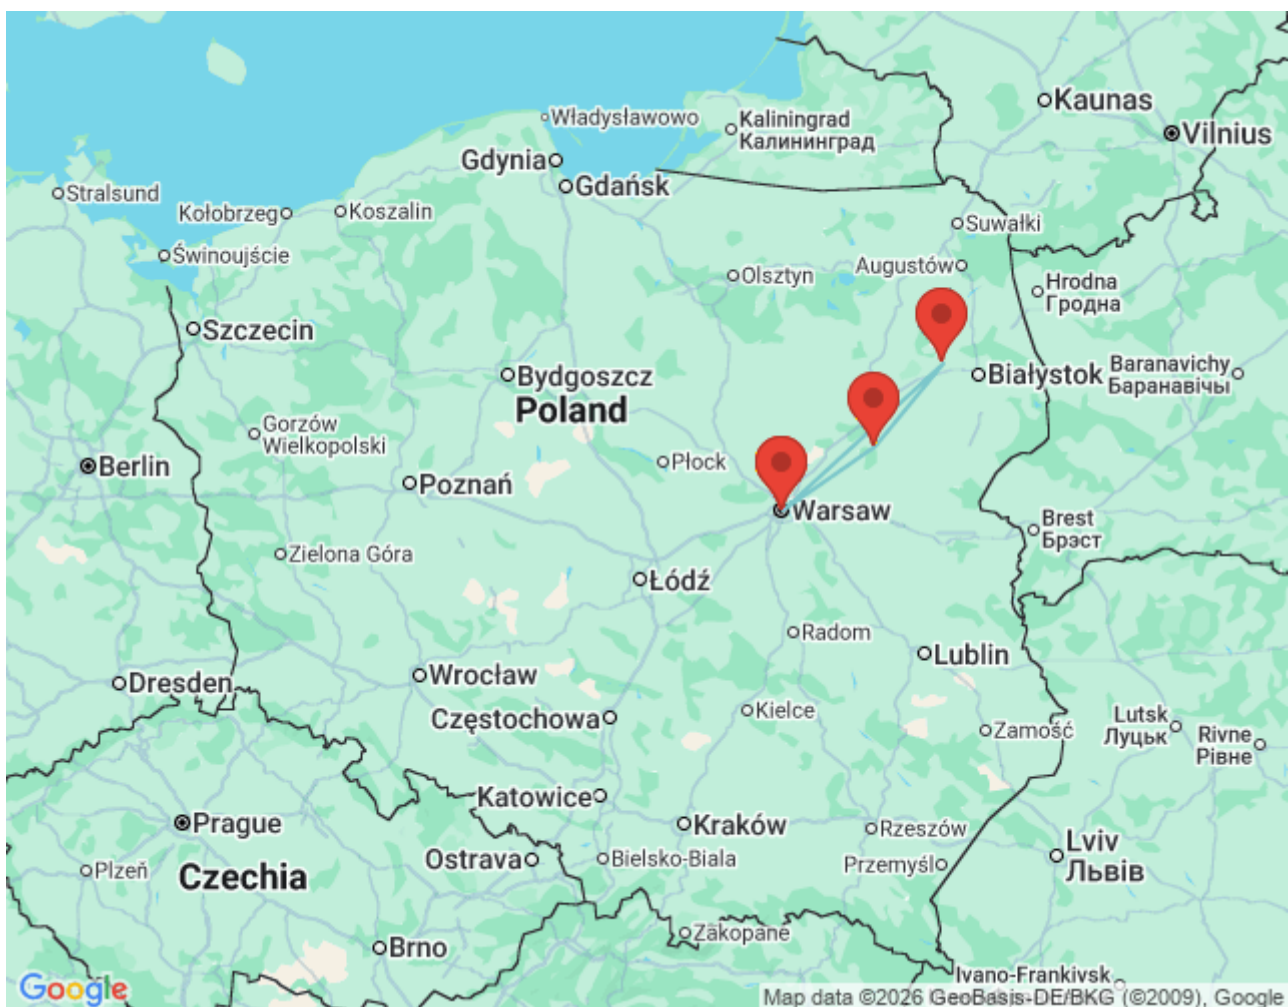 Władysławowo
Kaliningrad
Калининград
Kaunas
Vilnius
Gdynia
Gdańsk
Stralsund
Kołobrzeg
Koszalin
Suwałki
Świnoujście
Olsztyn
Augustów
Hrodna
Гродна
Szczecin
Bydgoszcz
Poland
Białystok
Baranavichy
Баранавічы
Gorzów
Wielkopolski
Berlin
Płock
Poznań
Warsaw
Brest
Брэст
Zielona Góra
Łódź
Radom
Lublin
Dresden
Wrocław
Częstochowa
Kielce
Zamość
Lutsk
Луцьк
Rivne
Рівне
Katowice
Prague
Kraków
Rzeszów
Lviv
Львів
Plzeň
Czechia
Ostrava
Bielsko-Biala
Przemyśl
Zakopane
Brno
Ivano-Frankivsk
Google
Map data ©2026 GeoBasis-DE/BKG (©2009), Google